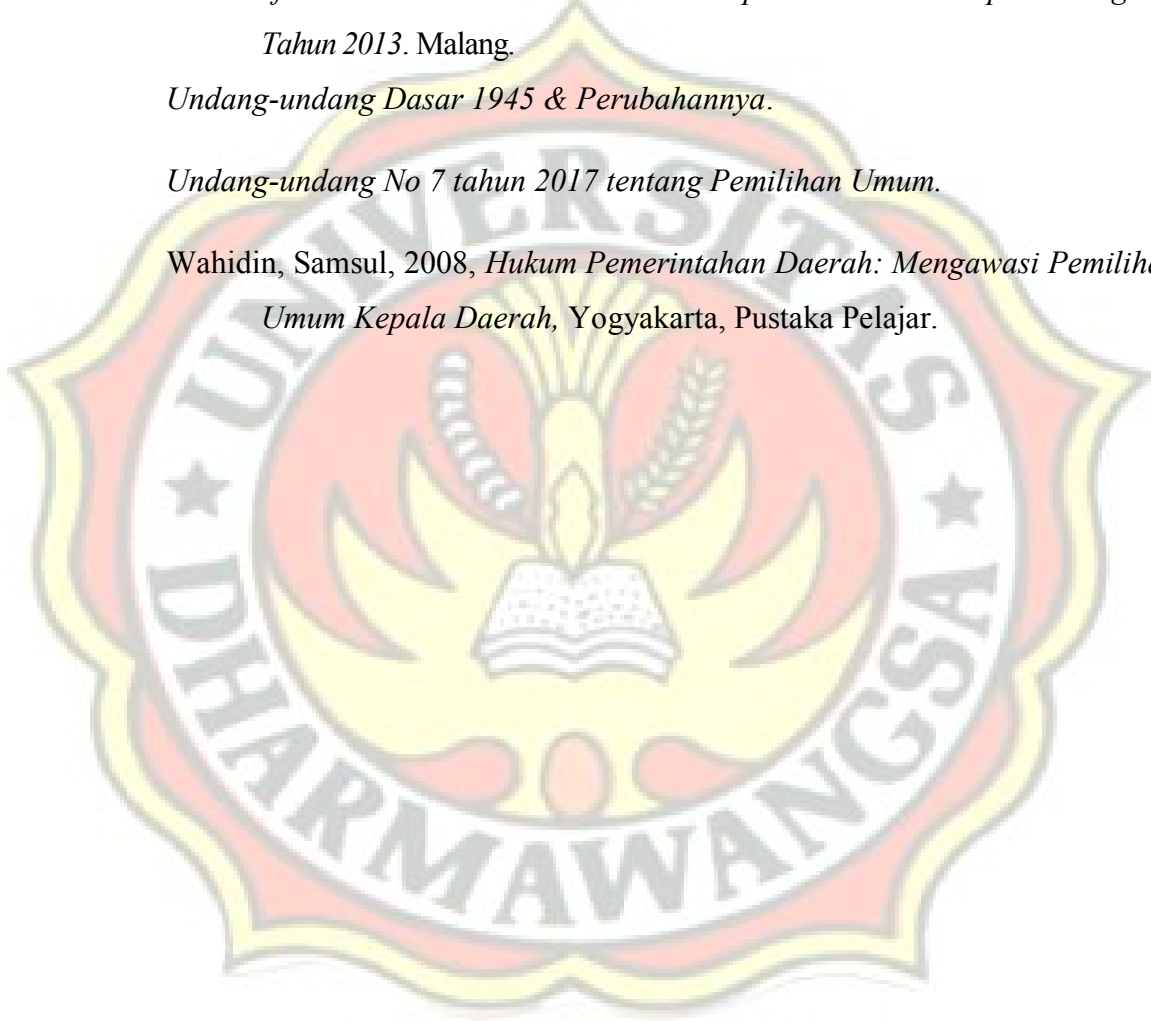 Tahun 2013. Malang.
Undang-undang Dasar 1945 & Perubahannya.
Undang-undang No 7 tahun 2017 tentang Pemilihan Umum.
Wahidin, Samsul, 2008, Hukum Pemerintahan Daerah: Mengawasi
Umum Kepala Daerah, Yogyakarta, Pustaka Pelajar.
UNIVERSITAS
DHARMAWANGSA